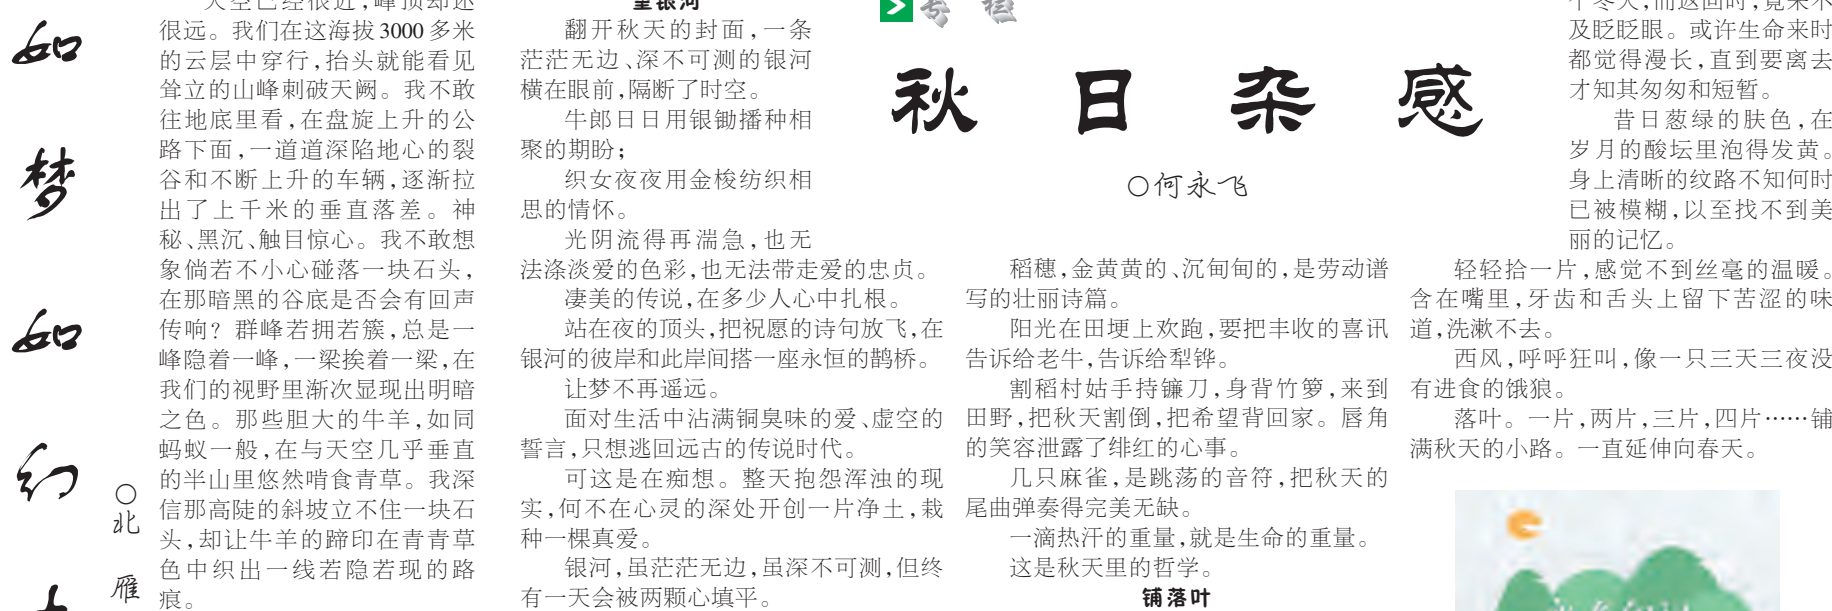 如
梦
如
幻
○北
雁
天空已经很近，峰顶却还
很远。我们在这海拔3000多米
的云层中穿行，抬头就能看见
耸立的山峰刺破天阙。我不敢
往地底里看，在盘旋上升的公
路下面，一道道深陷地心的裂
谷和不断上升的车辆，逐渐拉
出了上千米的垂直落差。神
秘、黑沉、触目惊心。我不敢想
象倘若不小心碰落一块石头，
在那暗黑的谷底是否会有回声
传响？群峰若拥若簇，总是一
峰隐着一峰，一梁挨着一梁，在
我们的视野里渐次显现出明暗
之色。那些胆大的牛羊，如同
蚂蚁一般，在与天空几乎垂直
的半山里悠然啃食青草。我深
信那高陡的斜坡立不住一块石
头，却让牛羊的蹄印在青青草
色中织出一线若隐若现的路
痕。
专栏
秋日杂感
○何永飞
望银河
翻开秋天的封面，一条
茫茫无边、深不可测的银河
横在眼前，隔断了时空。
牛郎日日用银锄播种相
聚的期盼；
织女夜夜用金梭纺织相
思的情怀。
光阴流得再湍急，也无
法涤淡爱的色彩，也无法带走爱的忠贞。
凄美的传说，在多少人心中扎根。
站在夜的顶头，把祝愿的诗句放飞，在
银河的彼岸和此岸间搭一座永恒的鹊桥。
让梦不再遥远。
面对生活中沾满铜臭味的爱、虚空的
誓言，只想逃回远古的传说时代。
可这是在痴想。整天抱怨浑浊的现
实，何不在心灵的深处开创一片净土，栽
种一棵真爱。
银河，虽茫茫无边，虽深不可测，但终
有一天会被两颗心填平。
稻穗，金黄黄的、沉甸甸的，是劳动谱
写的壮丽诗篇。
阳光在田埂上欢跑，要把丰收的喜讯
告诉给老牛，告诉给犁铧。
割稻村姑手持镰刀，身背竹箩，来到
田野，把秋天割倒，把希望背回家。唇角
的笑容泄露了绯红的心事。
几只麻雀，是跳荡的音符，把秋天的
尾曲弹奏得完美无缺。
一滴热汗的重量，就是生命的重量。
这是秋天里的哲学。
铺落叶
个冬天，而返回时，竟来不
及眨眨眼。或许生命来时
都觉得漫长，直到要离去
才知其匆匆和短暂。
昔日葱绿的肤色，在
岁月的酸坛里泡得发黄。
身上清晰的纹路不知何时
已被模糊，以至找不到美
丽的记忆。
轻轻拾一片，感觉不到丝毫的温暖。
含在嘴里，牙齿和舌头上留下苦涩的味
道，洗漱不去。
西风，呼呼狂叫，像一只三天三夜没
有进食的饿狼。
落叶。一片，两片，三片，四片……铺
满秋天的小路。一直延伸向春天。